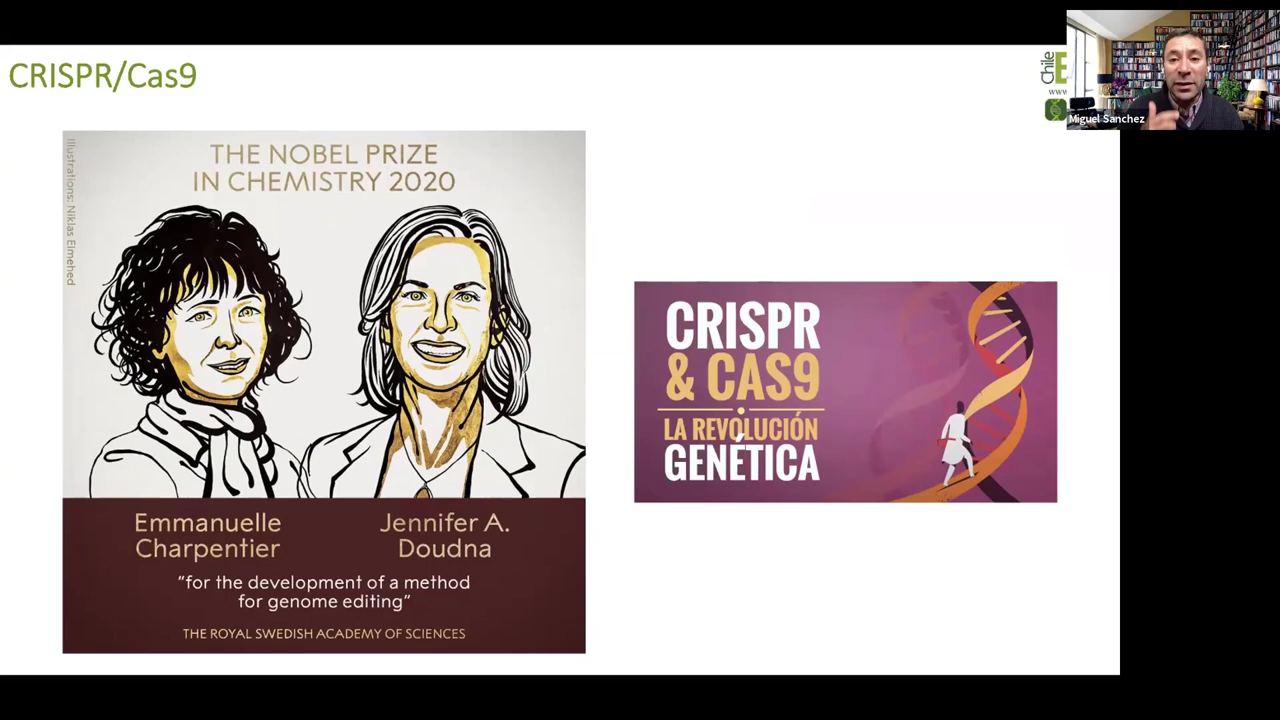 CRISPR/Cas9
Chile
E
www
Miguel Sanchez
Illustrations: Niklas Elmehed
THE NOBEL PRIZE
IN CHEMISTRY 2020
Emmanuelle
Charpentier
Jennifer A.
Doudna
“for the development of a method
for genome editing”
THE ROYAL SWEDISH ACADEMY OF SCIENCES
CRISPR
& CAS9
LA REVOLUCIÓN
GENÉTICA